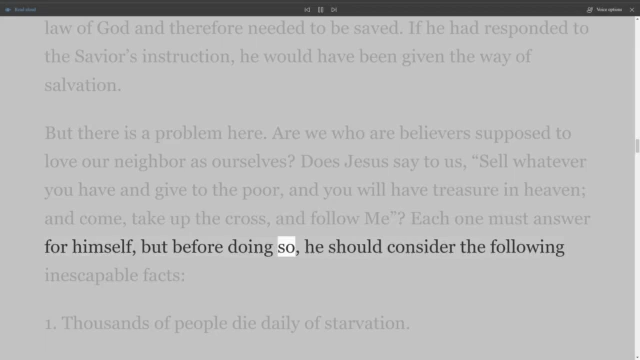 Read aloud
Voice options
law of God and therefore needed to be saved. If he had responded to
the Savior's instruction, he would have been given the way of
salvation.
But there is a problem here. Are we who are believers supposed to
love our neighbor as ourselves? Does Jesus say to us, “Sell whatever
you have and give to the poor, and you will have treasure in heaven;
and come, take up the cross, and follow Me”? Each one must answer
for himself, but before doing so, he should consider the following
inescapable facts:
1. Thousands of people die daily of starvation.